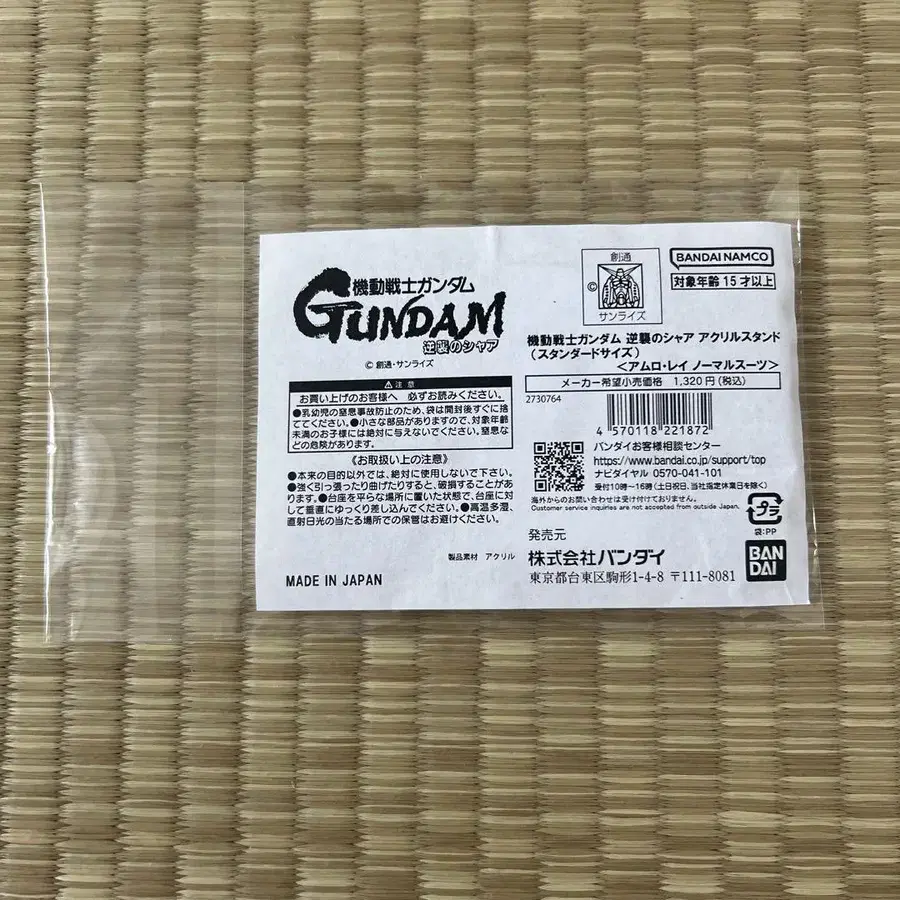 機動戦士ガンダム
GUNDAM
逆襲のシャア
© 創通・サンライズ
⚠注意
お買い上げのお客様へ 必ずお読みください。
●乳幼児の窒息事故防止のため、袋は開封後すぐに捨
ててください。●小さな部品がありますので、対象年齢
未満のお子様には絶対に与えないでください。窒息な
どの危険があります。
《お取扱い上の注意》
●本来の目的以外では、絶対に使用しないで下さい。
●強く引っ張ったり曲げたりすると、破損することがあ
ります。●台座を平らな場所に置いた状態で、台座に対
して垂直にゆっくり差し込んでください。●高温多湿、
直射日光の当たる場所での保管はお避けください。
製品素材 アクリル
MADE IN JAPAN
創通
©
サンライズ
BANDAI NAMCO
対象年齢15才以上
機動戦士ガンダム 逆襲のシャア アクリルスタンド
(スタンダードサイズ)
<アムロ・レイ ノーマルスーツ>
メーカー希望小売価格 1,320円(税込)
2730764
4 570118 221872
バンダイお客様相談センター
https://www.bandai.co.jp/support/top
ナビダイヤル 0570-041-101
受付10時〜16時(土日祝日、当社指定休業日を除く)
海外からのお問い合わせは受け付けておりません。
Customer service inquiries are not accepted from outside Japan.
プラ
袋:PP
発売元
株式会社バンダイ
東京都台東区駒形1-4-8 〒111-8081
BAN
DAI